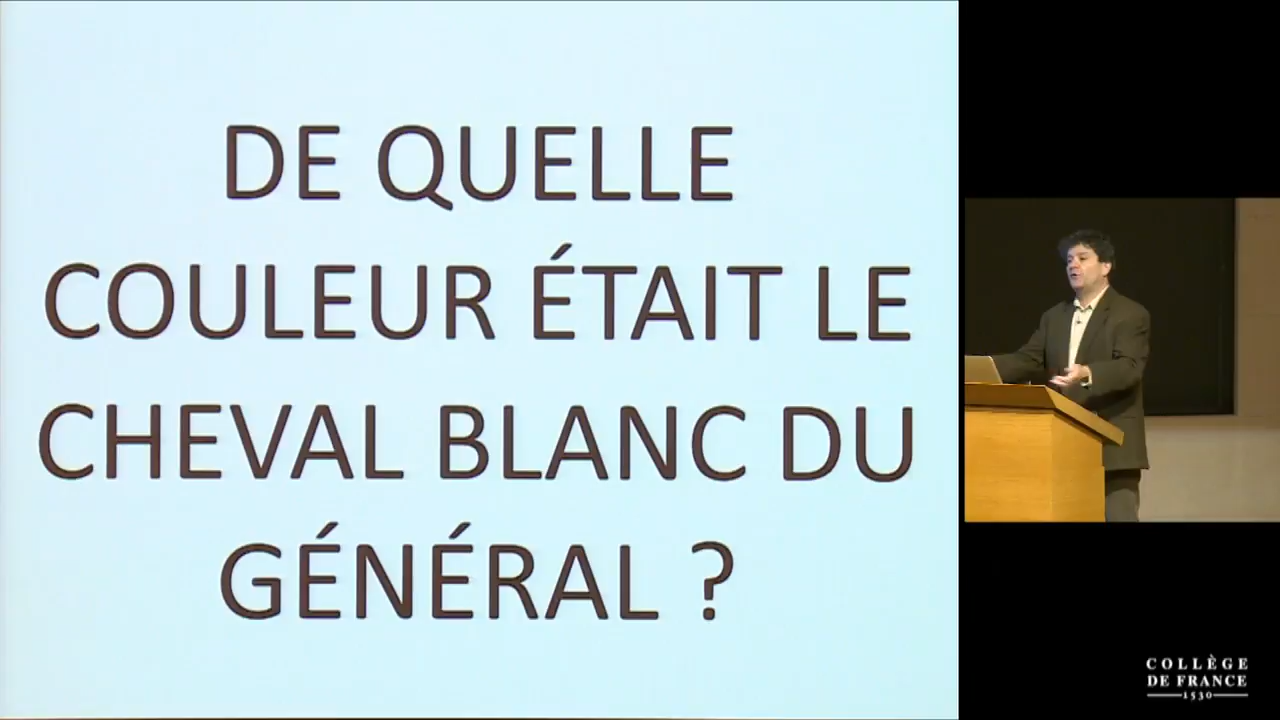 DE QUELLE
COULEUR ÉTAIT LE
CHEVAL BLANC DU
GÉNÉRAL ?
COLLÈGE
DE FRANCE
1530